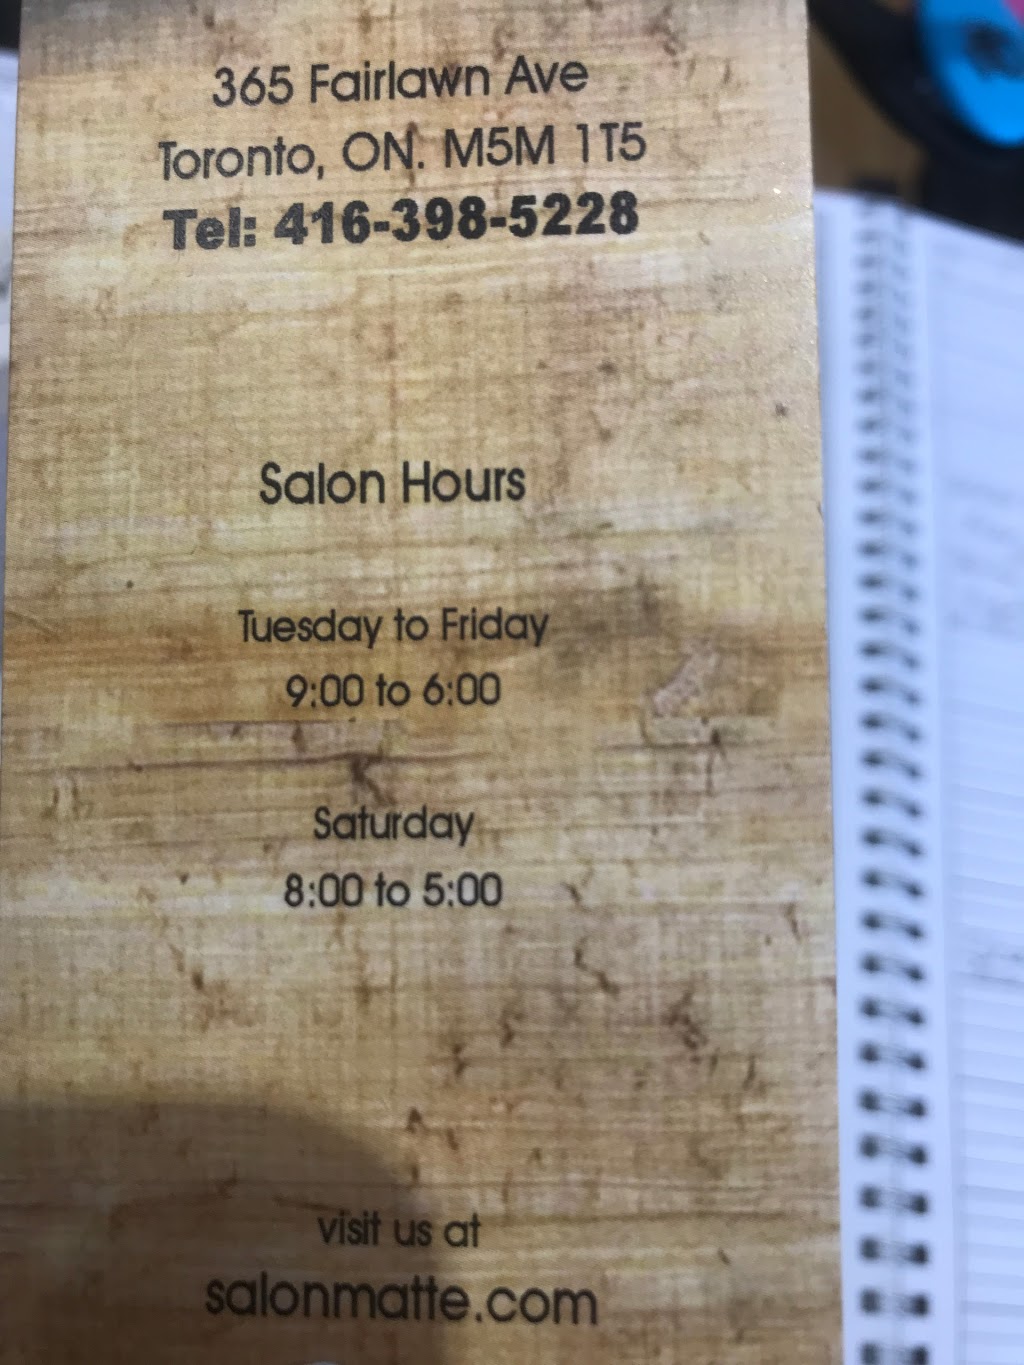 365 Fairlawn Ave
Toronto, ON. M5M 1T5
Tel: 416-398-5228
Salon Hours
Tuesday to Friday
9:00 to 6:00
Saturday
8:00 to 5:00
visit us at
salonmatte.com